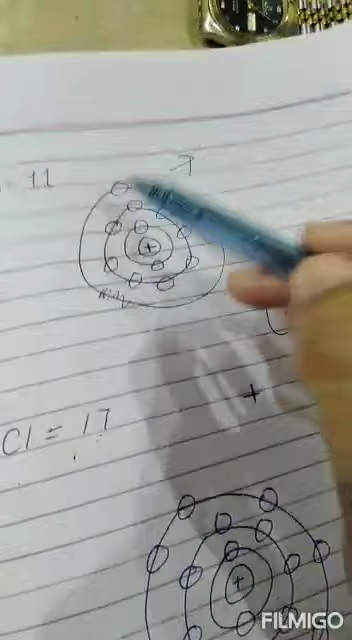 11
+
+
Cl = 17
+
FILMIGO